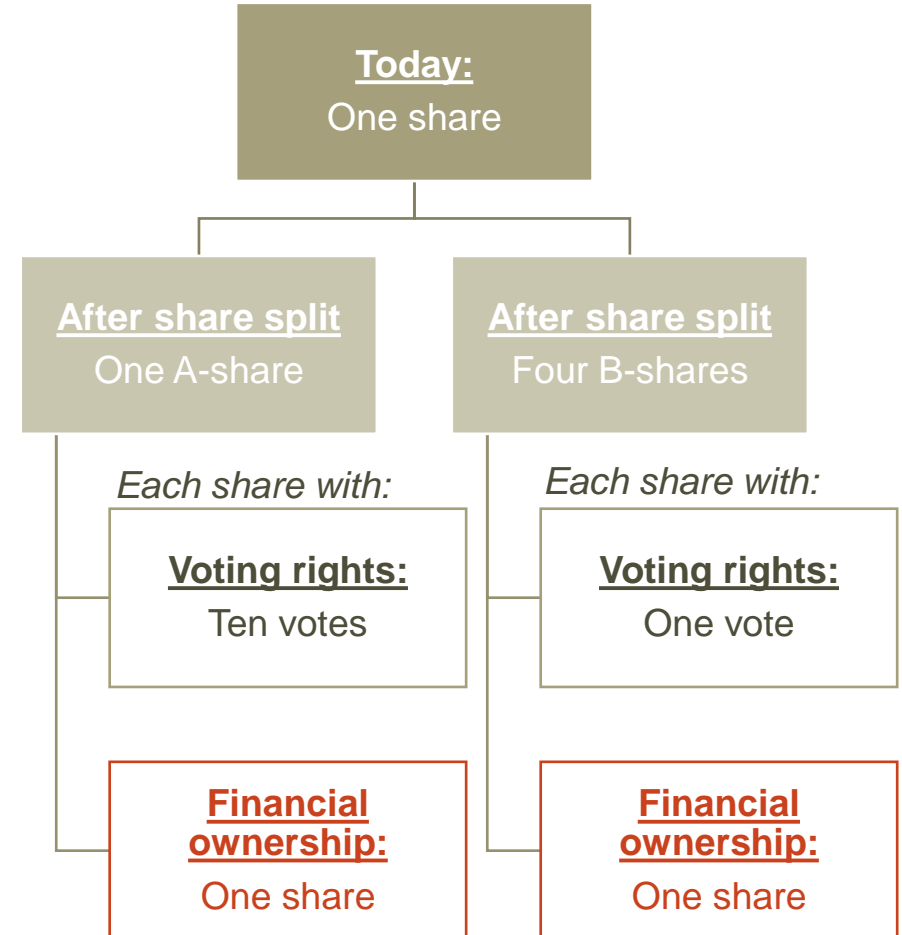 Today:
One share
After share split
One A-share
After share split
Four B-shares
Each share with:
Each share with:
Voting rights:
Ten votes
Voting rights:
One vote
Financial
ownership:
One share
Financial
ownership:
One share